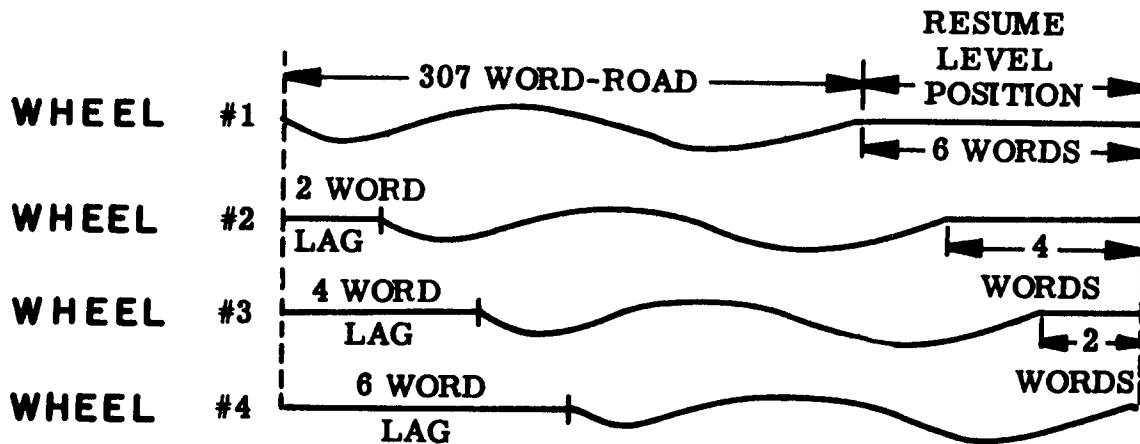 RESUME
LEVEL
POSITION
307 WORD-ROAD
WHEEL #1
6 WORDS
2 WORD
LAG
WHEEL #2
4
WORDS
4 WORD
LAG
WHEEL #3
2
WORDS
6 WORD
LAG
WHEEL #4